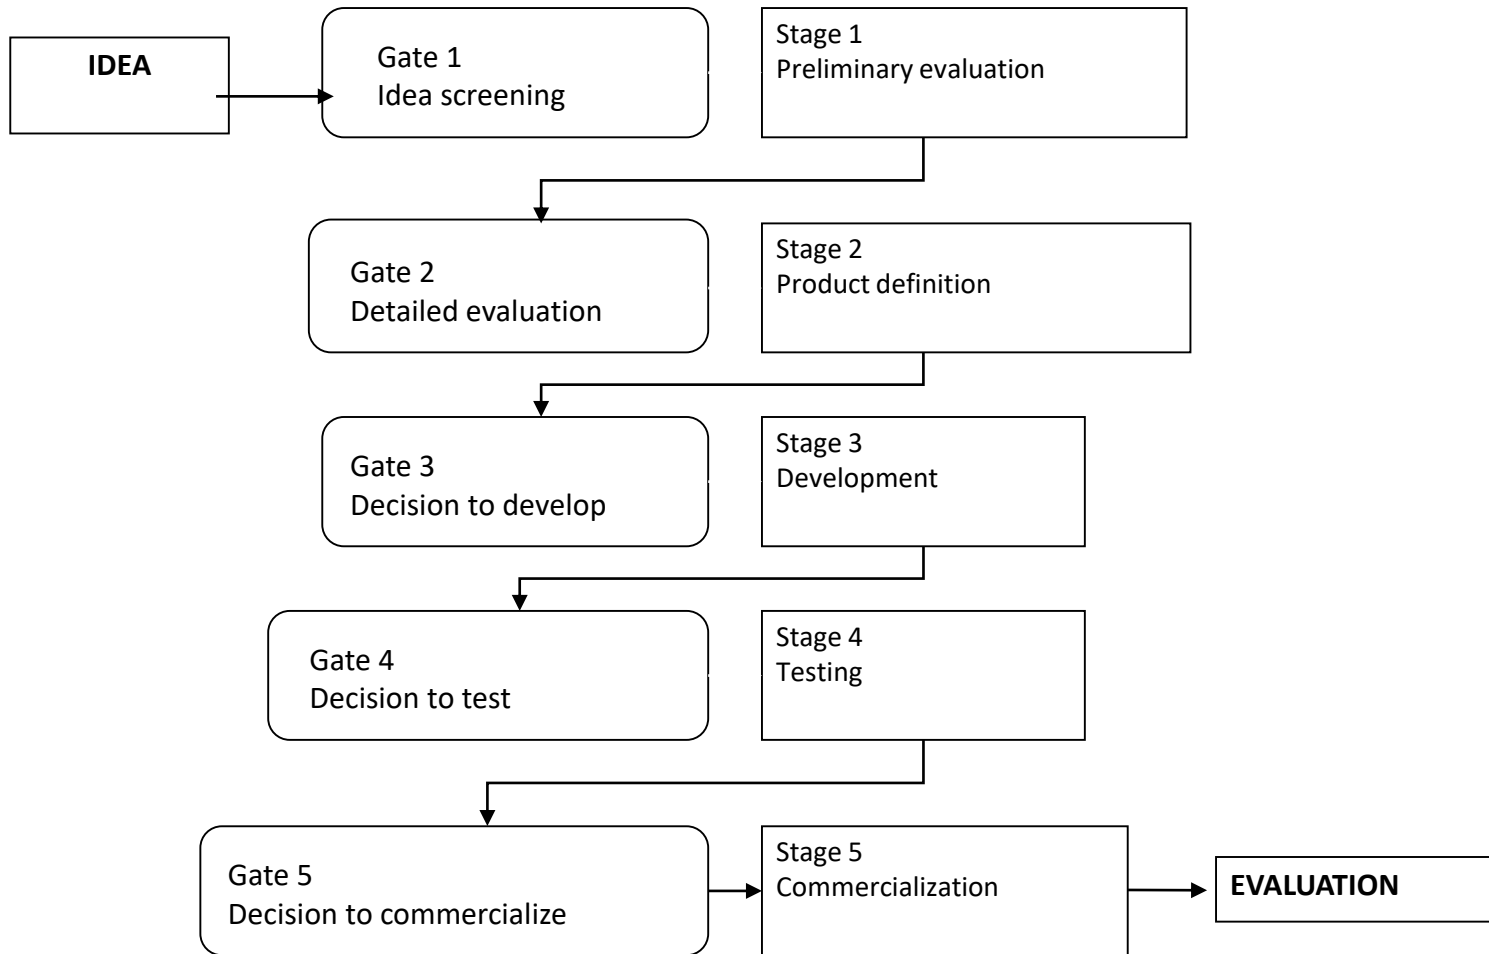 IDEA
Gate 1
Idea screening
Stage 1
Preliminary evaluation
Gate 2
Detailed evaluation
Stage 2
Product definition
Gate 3
Decision to develop
Stage 3
Development
Gate 4
Decision to test
Stage 4
Testing
Gate 5
Decision to commercialize
Stage 5
Commercialization
EVALUATION